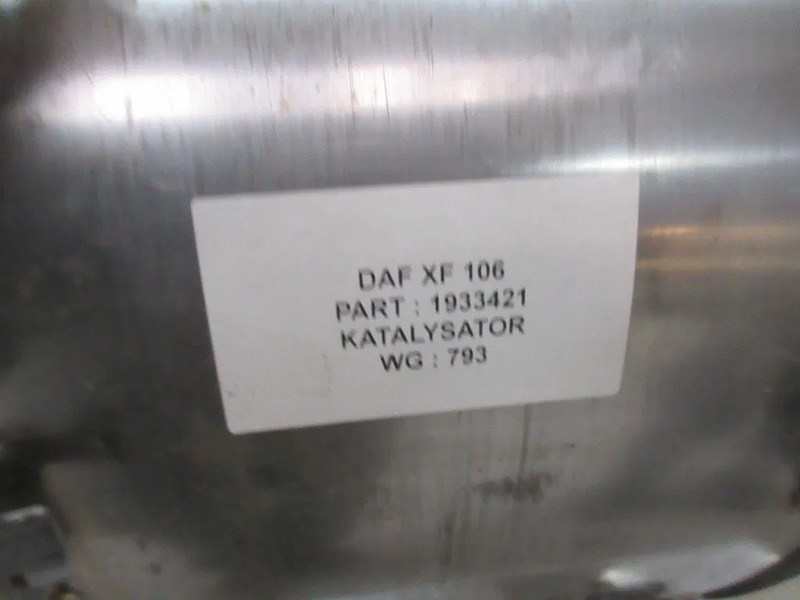 DAF XF 106
PART : 1933421
KATALYSATOR
WG : 793